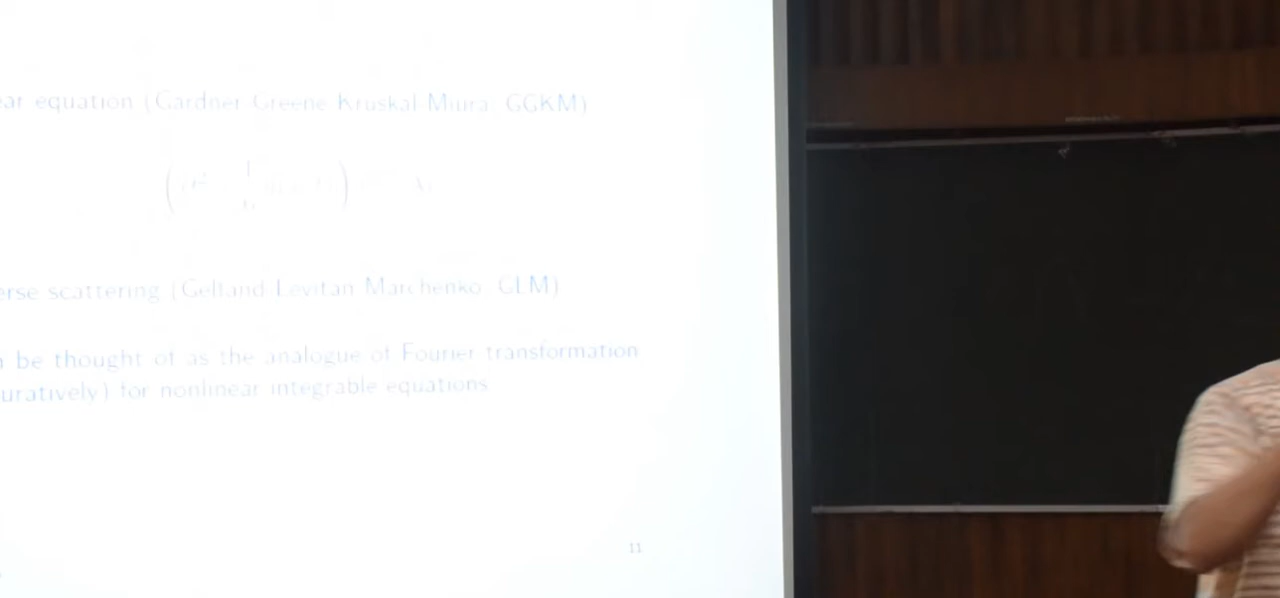 ar equation (Gardner Greene Kruskal Miura, GGKM)
erse scattering (Gelfand Levitan Marchenko, GLM)
be thought of as the analogue of Fourier transformation
uratively) for nonlinear integrable equations
11